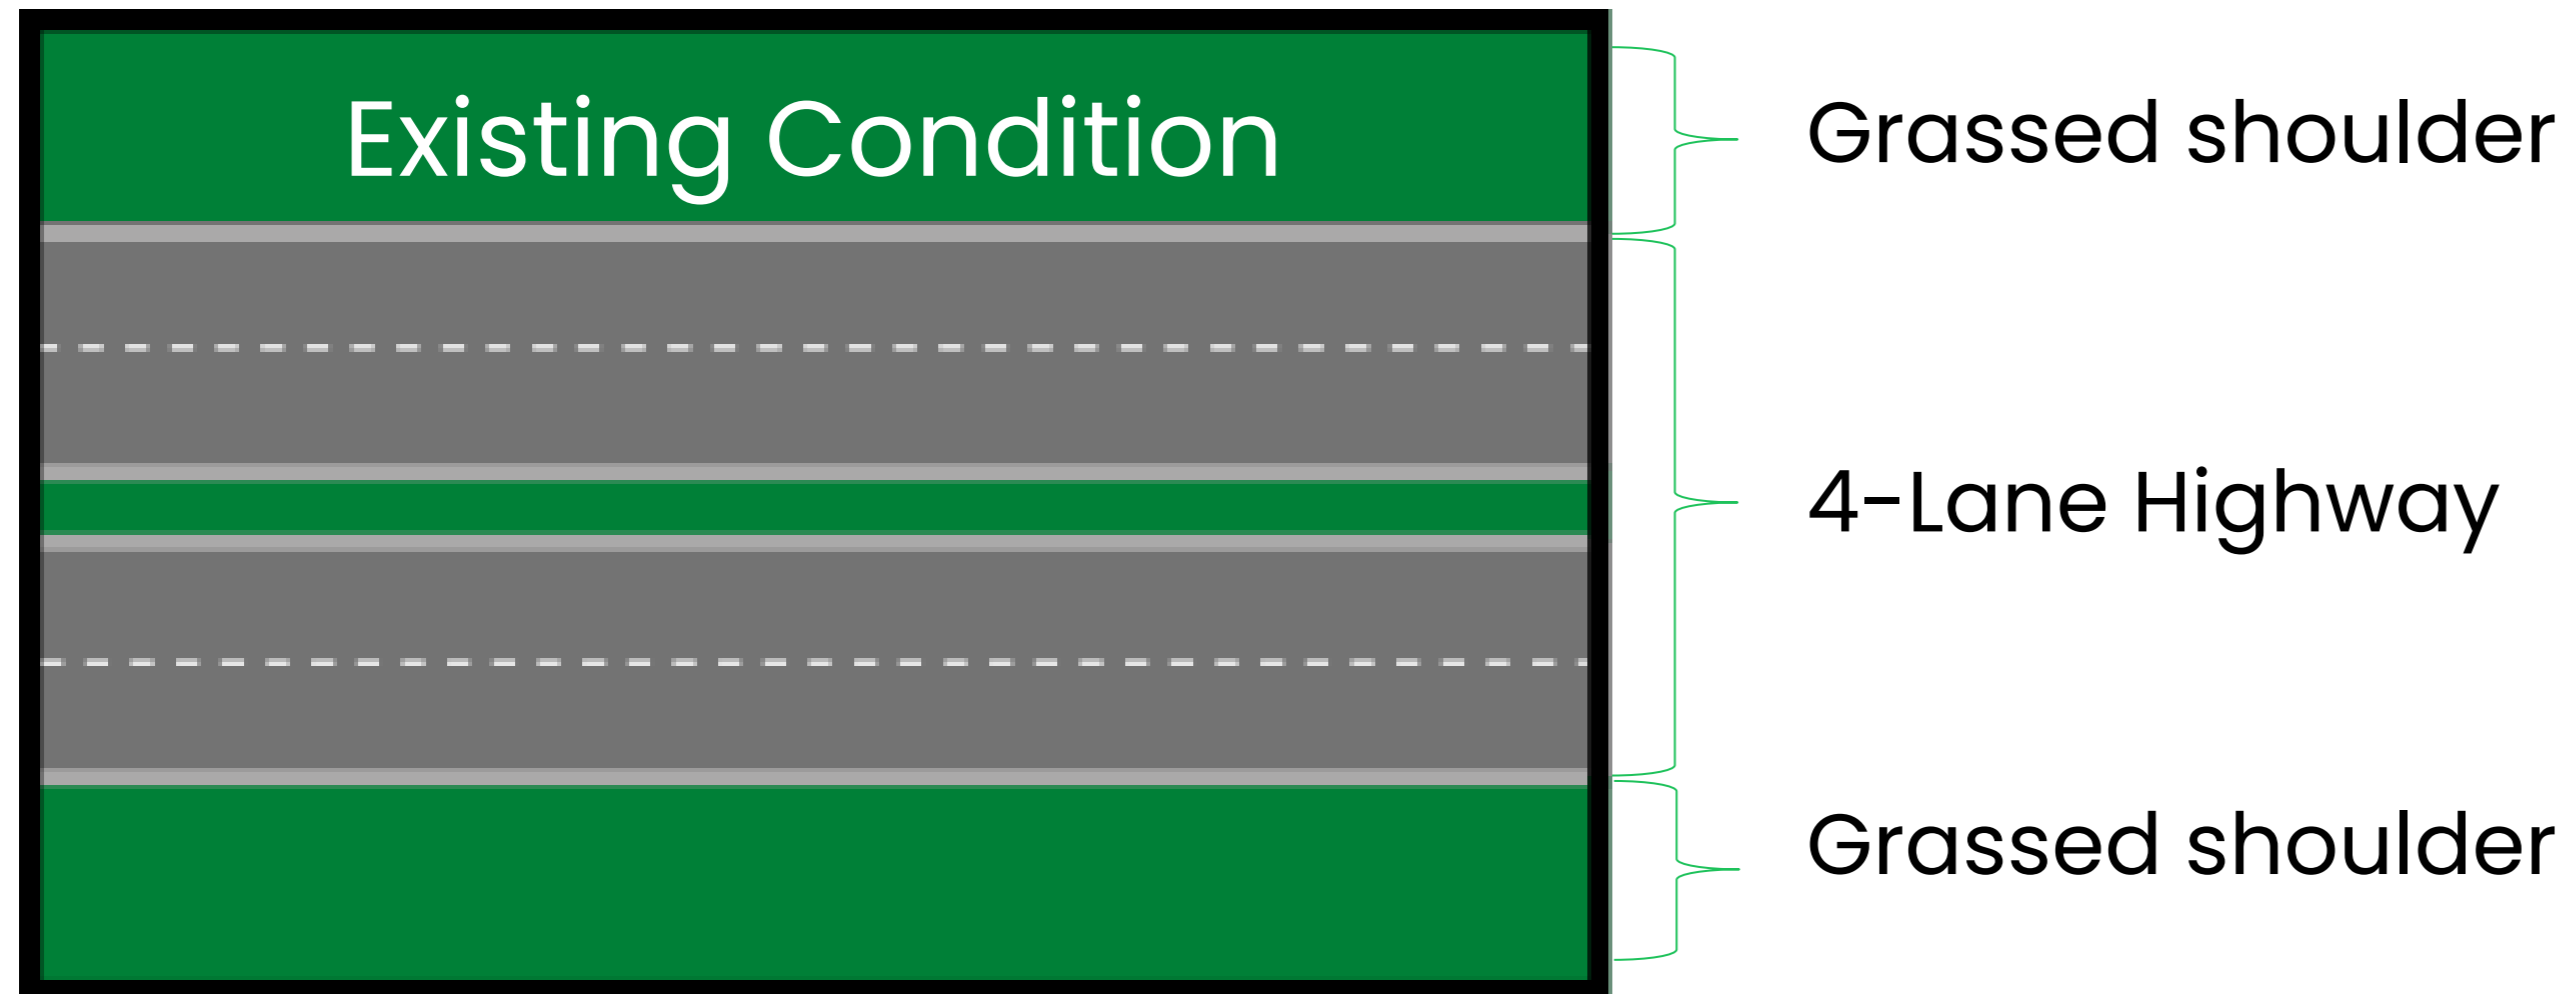 Existing Condition
Grassed shoulder
4-Lane Highway
Grassed shoulder